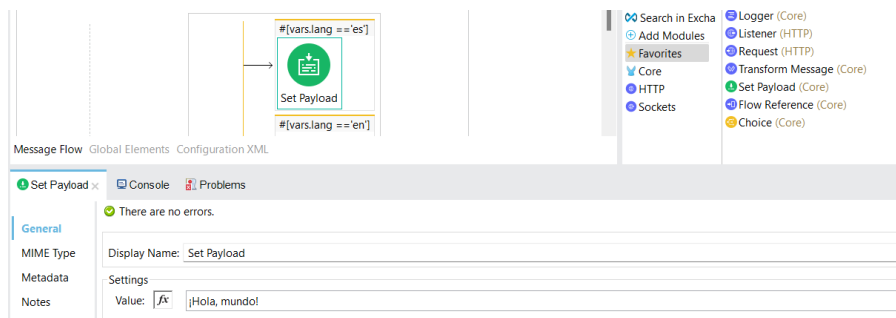 #[vars.lang =='es']
Set Payload
#[vars.lang =='en']
Search in Excha
Add Modules
Favorites
Core
HTTP
Sockets
Logger (Core)
Listener (HTTP)
Request (HTTP)
Transform Message (Core)
Set Payload (Core)
Flow Reference (Core)
Choice (Core)
Message Flow Global Elements Configuration XML
Set Payload Console Problems
There are no errors.
General
MIME Type
Metadata
Notes
Display Name: Set Payload
Settings
Value: fx ¡Hola, mundo!